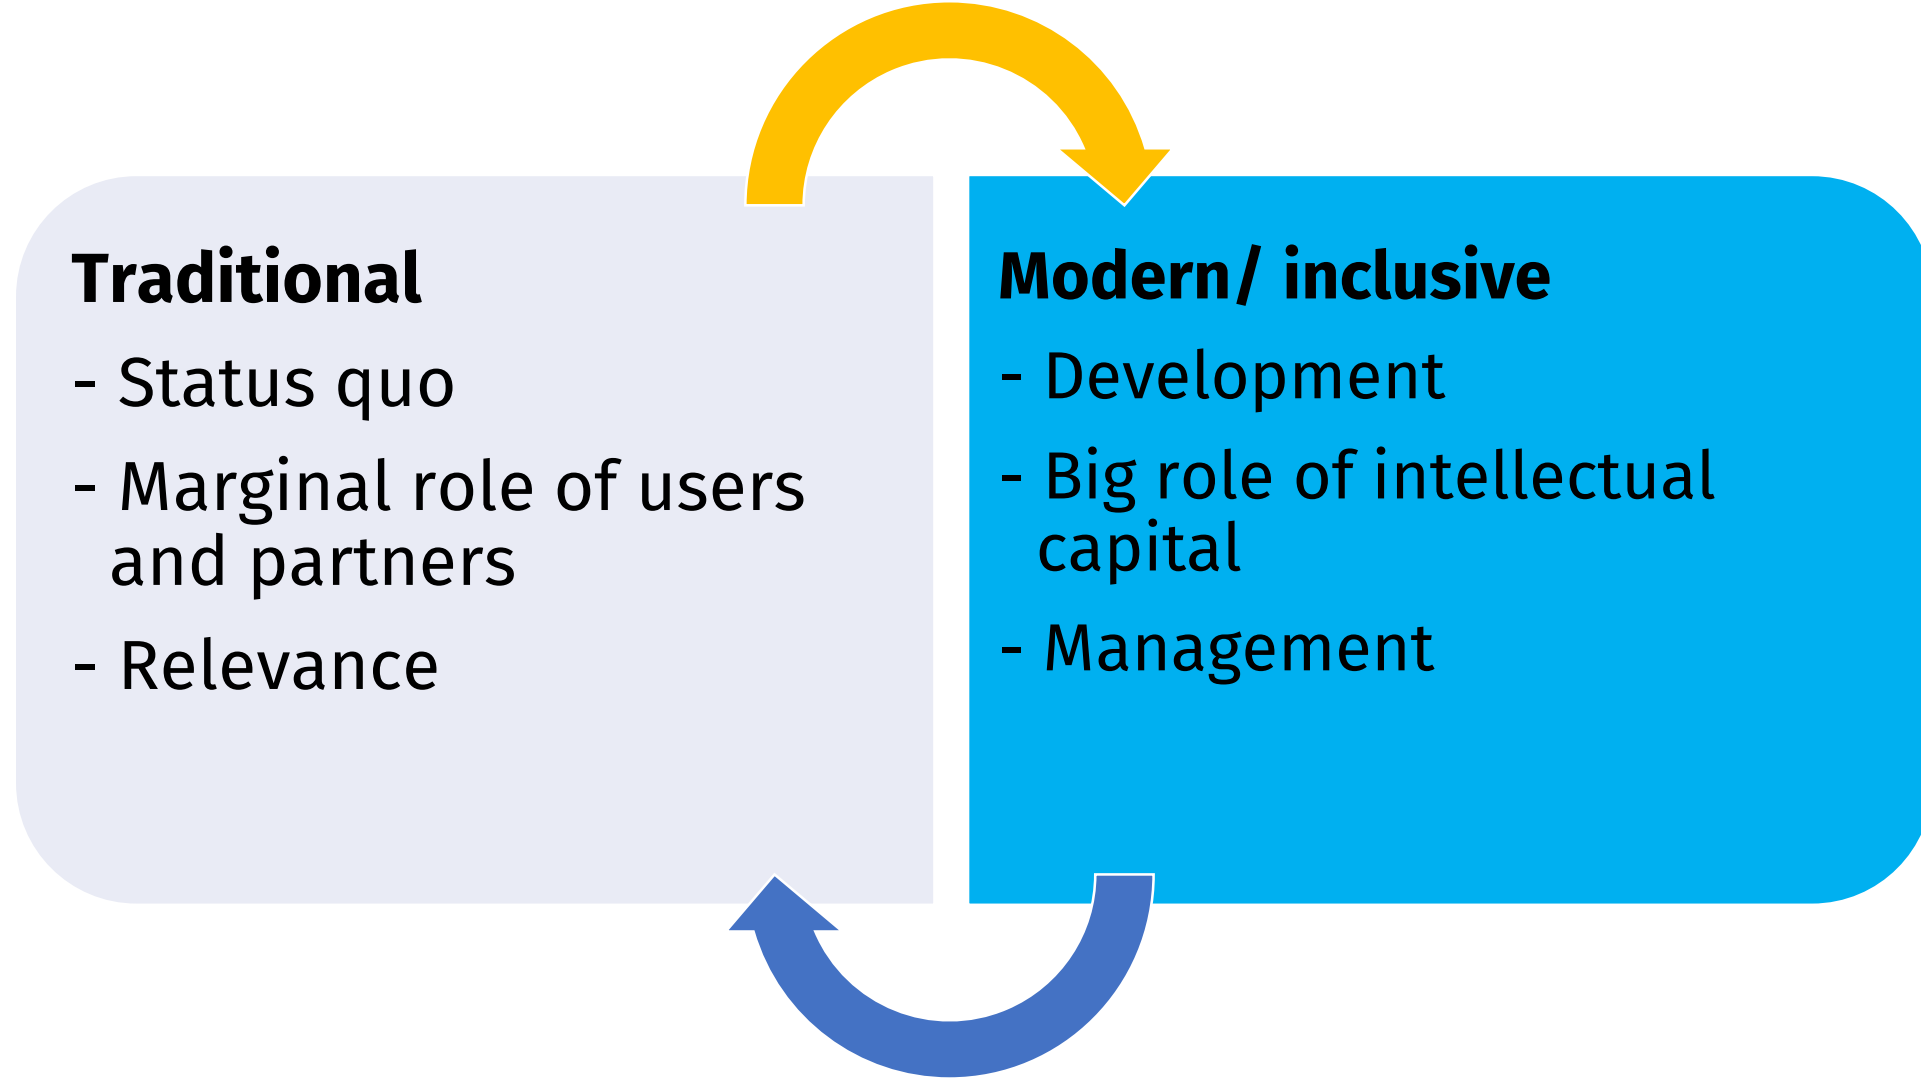 Traditional
- Status quo
- Marginal role of users
and partners
- Relevance
Modern/ inclusive
- Development
- Big role of intellectual
capital
- Management